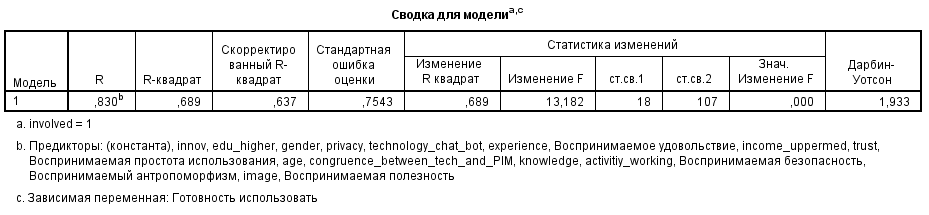 Сводка для модели^a,c
Модель R R-квадрат Скорректиро ванный R-квадрат Стандартная ошибка оценки Статистика изменений Дарбин-Уотсон
Изменение R квадрат Изменение F ст.св.1 ст.св.2 Знач. Изменение F
1 ,830^b ,689 ,637 ,7543 ,689 13,182 18 107 ,000 1,933
a. involved = 1
b. Предикторы: (константа), innov, edu_higher, gender, privacy, technology_chat_bot, experience, Воспринимаемое удовольствие, income_uppermed, trust,
Воспринимаемая простота использования, age, congruence_between_tech_and_PIM, knowledge, activitiy_working, Воспринимаемая безопасность,
Воспринимаемый антропоморфизм, image, Воспринимаемая полезность
c. Зависимая переменная: Готовность использовать